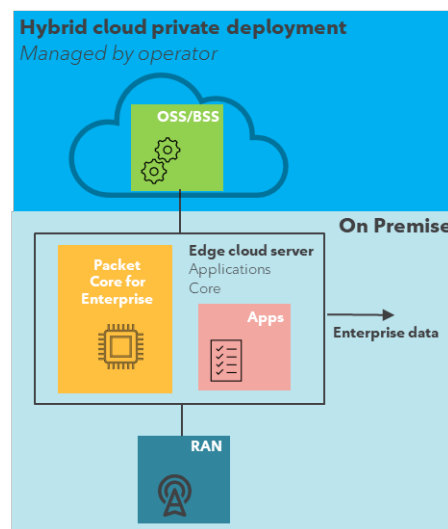 Hybrid cloud private deployment
Managed by operator
OSS/BSS
On Premise
Packet
Core for
Enterprise
Edge cloud server
Applications
Core
Apps
Enterprise data
RAN